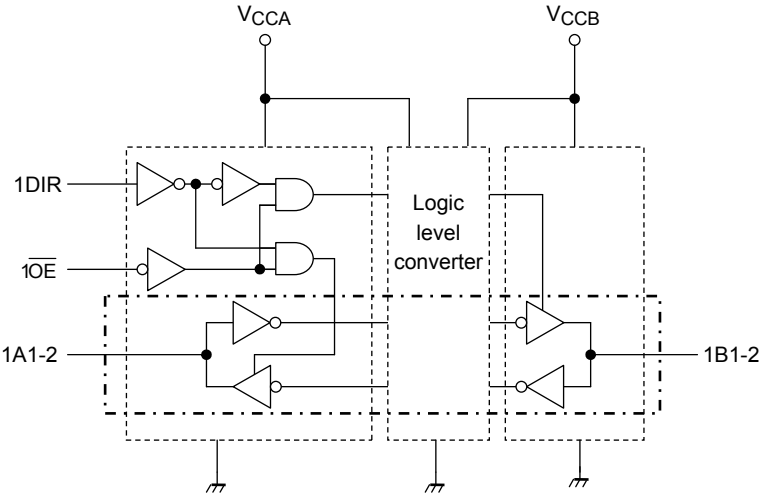 VCCA
VCCB
1DIR
Logic
level
converter
1OE
1A1-2
1B1-2